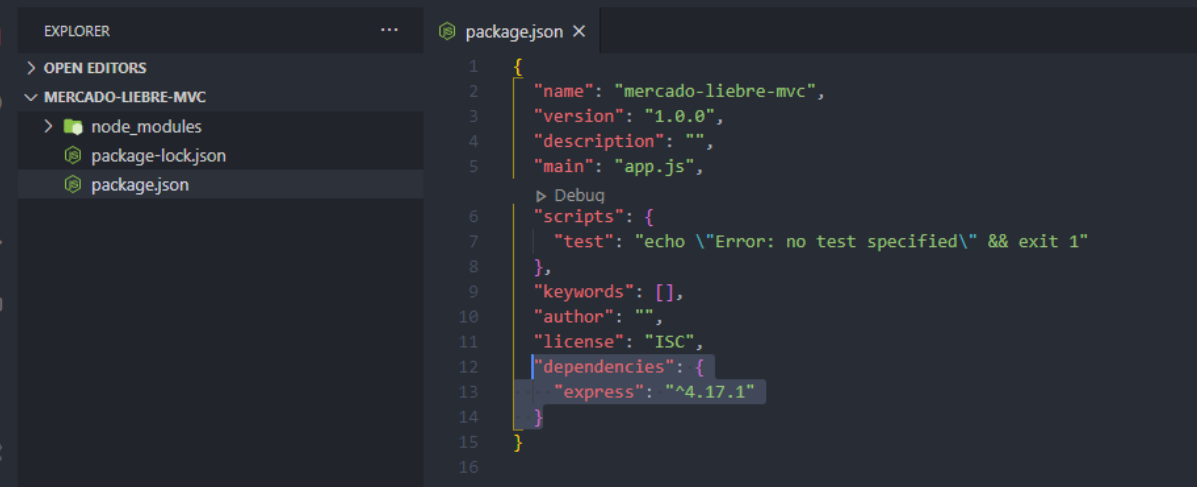 EXPLORER
...
OPEN EDITORS
MERCADO-LIEBRE-MVC
node_modules
package-lock.json
package.json
package.json
1 {
2 "name": "mercado-liebre-mvc",
3 "version": "1.0.0",
4 "description": "",
5 "main": "app.js",
Debug
6 "scripts": {
7 "test": "echo \"Error: no test specified\" && exit 1"
8 },
9 "keywords": [],
10 "author": "",
11 "license": "ISC",
12 "dependencies": {
13 "express": "^4.17.1"
14 }
15 }
16